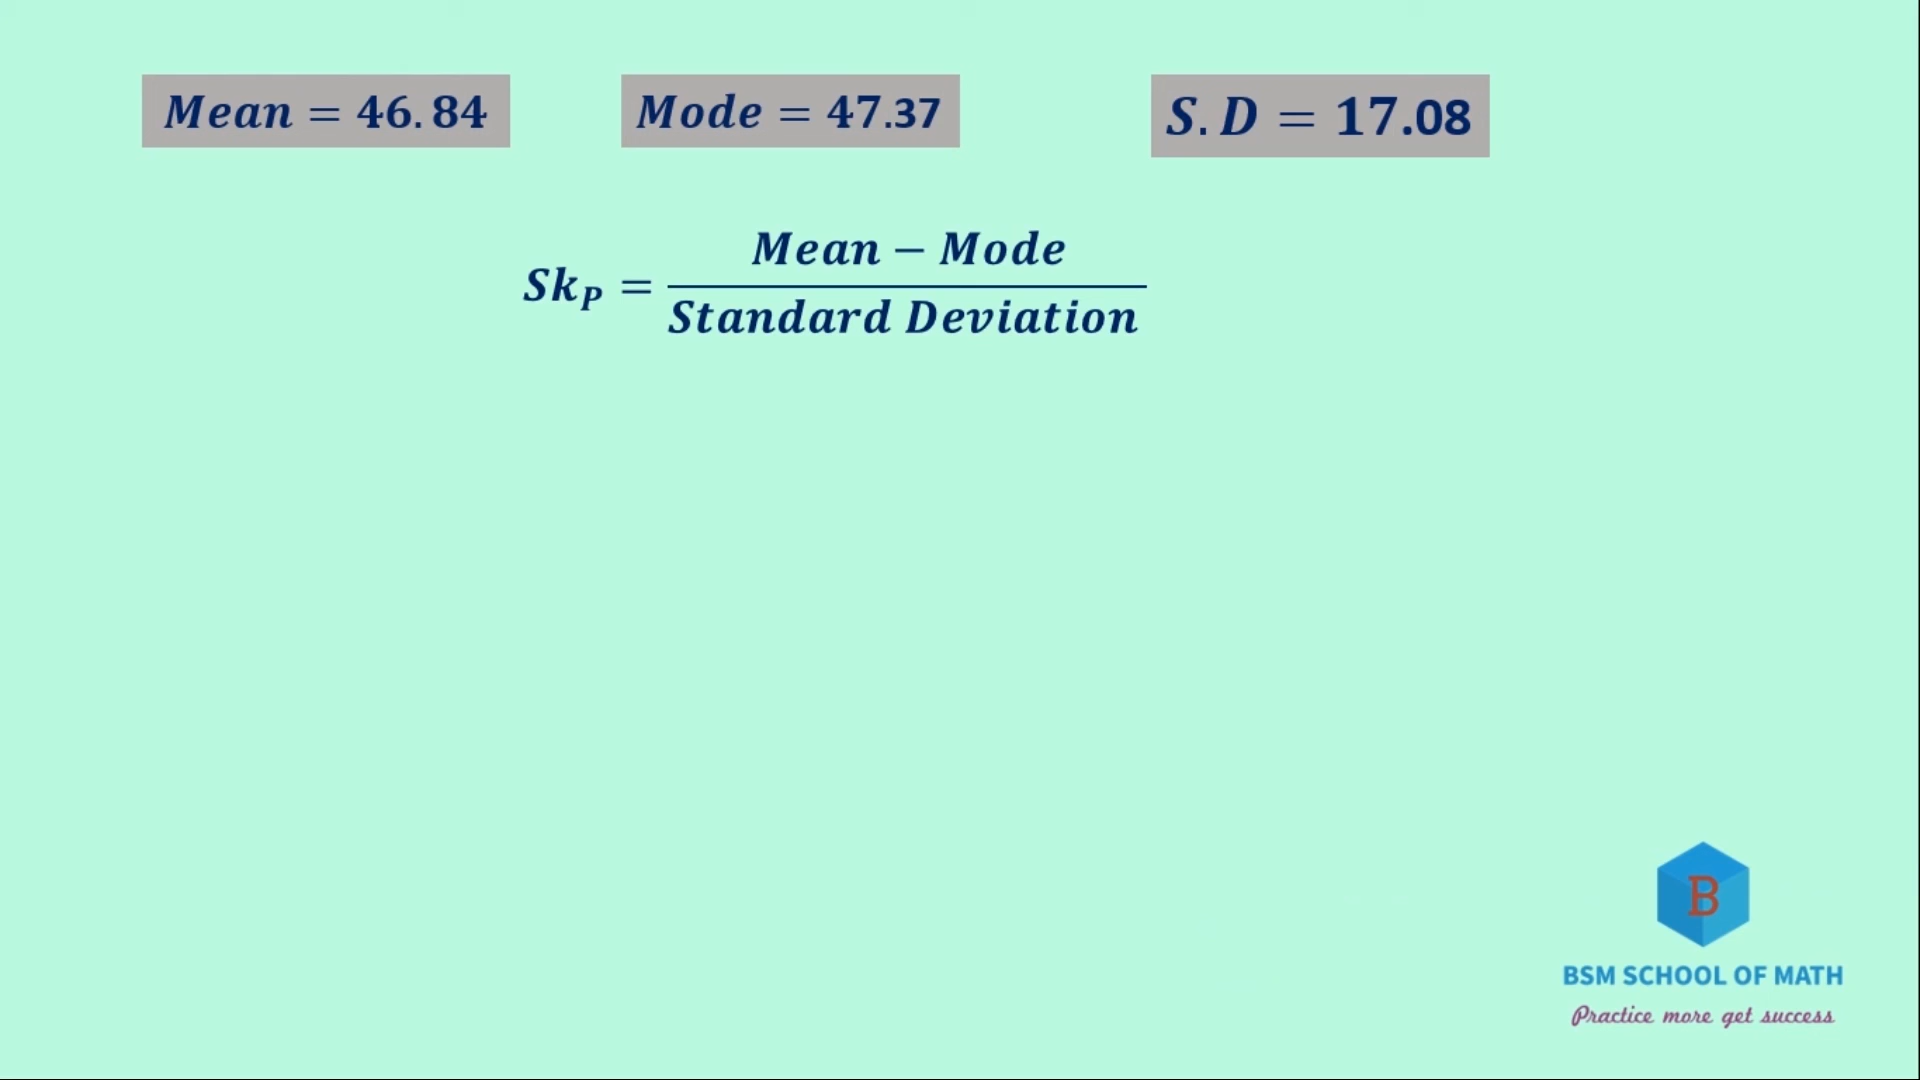 Mean = 46.84
Mode = 47.37
S.D = 17.08
Sk_P = (Mean − Mode) / (Standard Deviation)
B
BSM SCHOOL OF MATH
Practice more get success